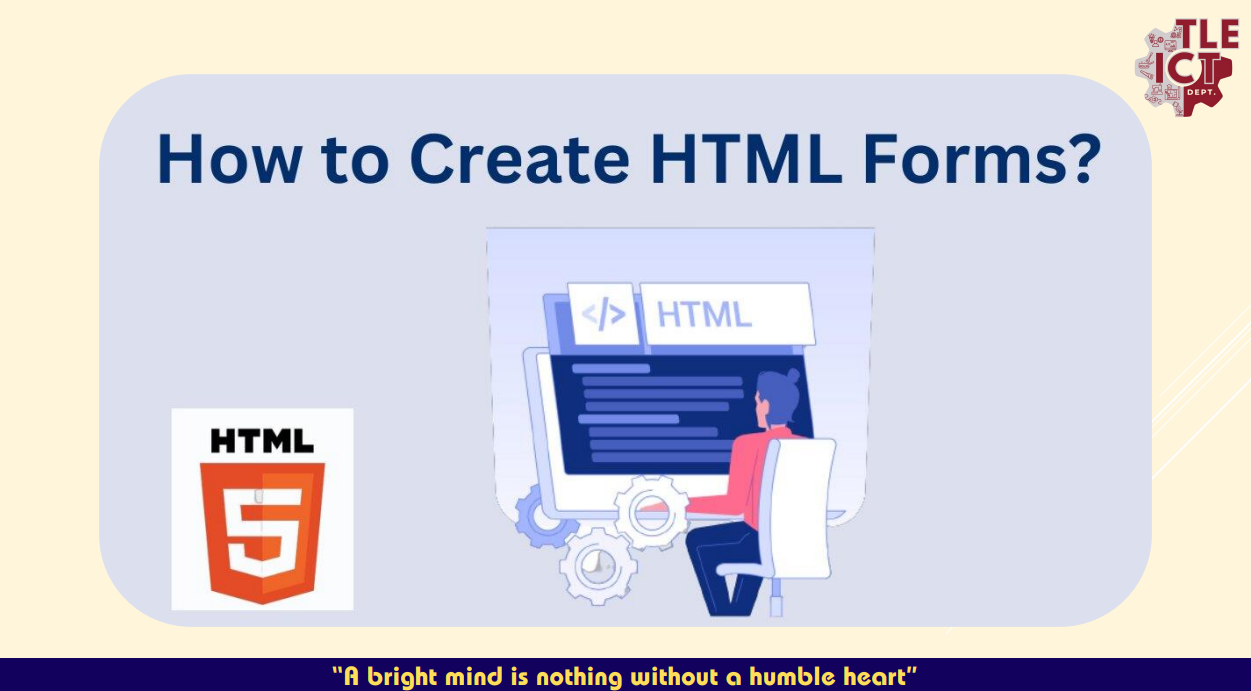 TLE
ICT
DEPT.
How to Create HTML Forms?
</> HTML
HTML
5
“A bright mind is nothing without a humble heart”